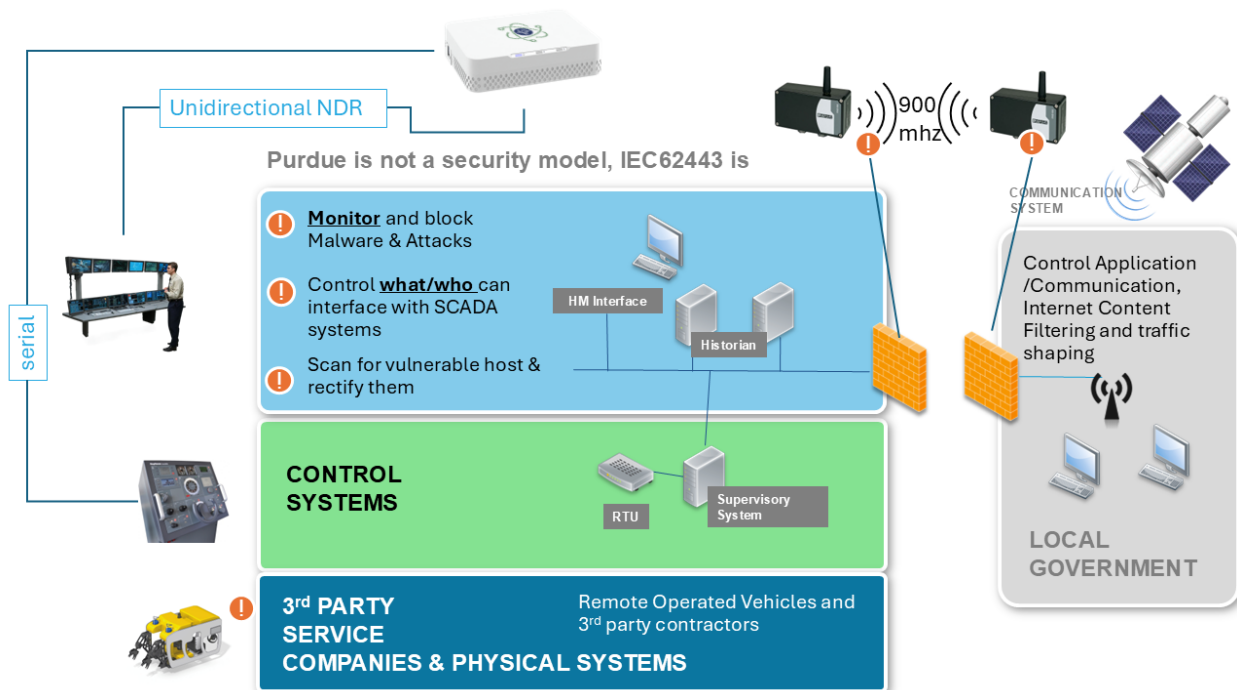 Unidirectional NDR
900
mhz
Purdue is not a security model, IEC62443 is
COMMUNICATION
SYSTEM
! Monitor and block
Malware & Attacks
! Control what/who can
interface with SCADA
systems
! Scan for vulnerable host &
rectify them
HM Interface
Historian
!
!
Control Application
/Communication,
Internet Content
Filtering and traffic
shaping
serial
CONTROL
SYSTEMS
RTU
Supervisory
System
LOCAL
GOVERNMENT
!
3rd PARTY
SERVICE
COMPANIES & PHYSICAL SYSTEMS
Remote Operated Vehicles and
3rd party contractors